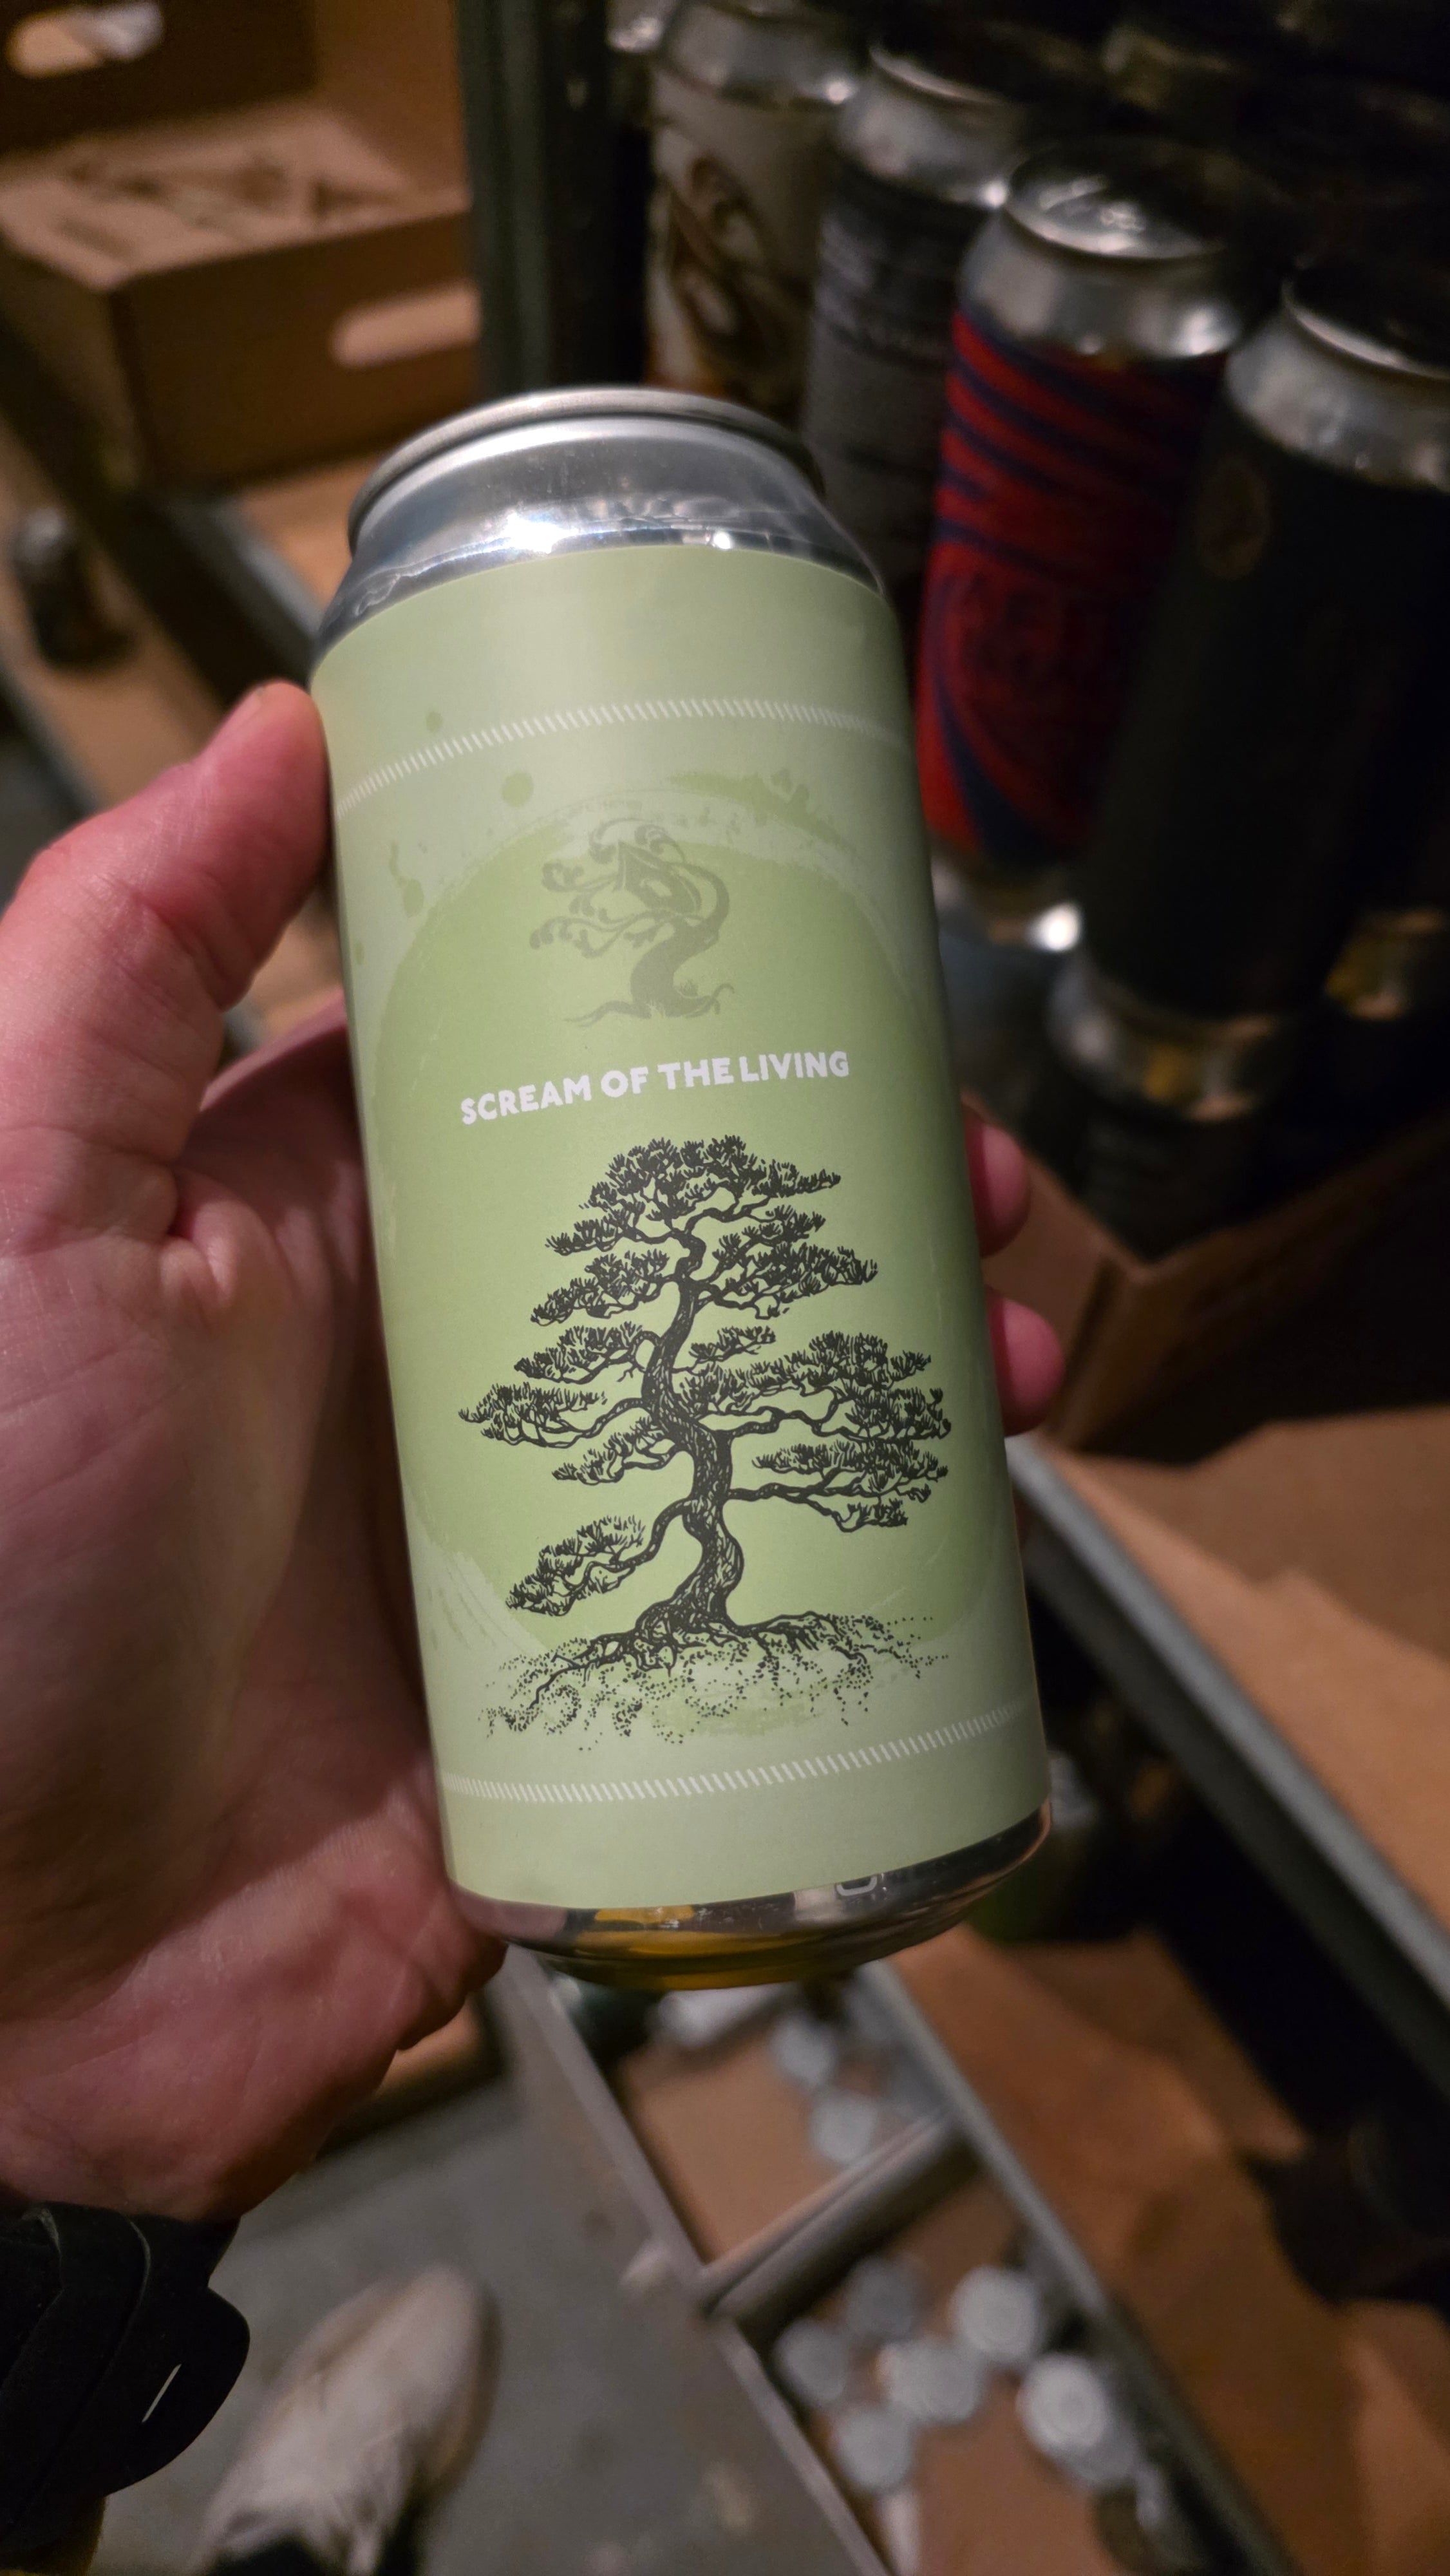 SCREAM OF THE LIVING